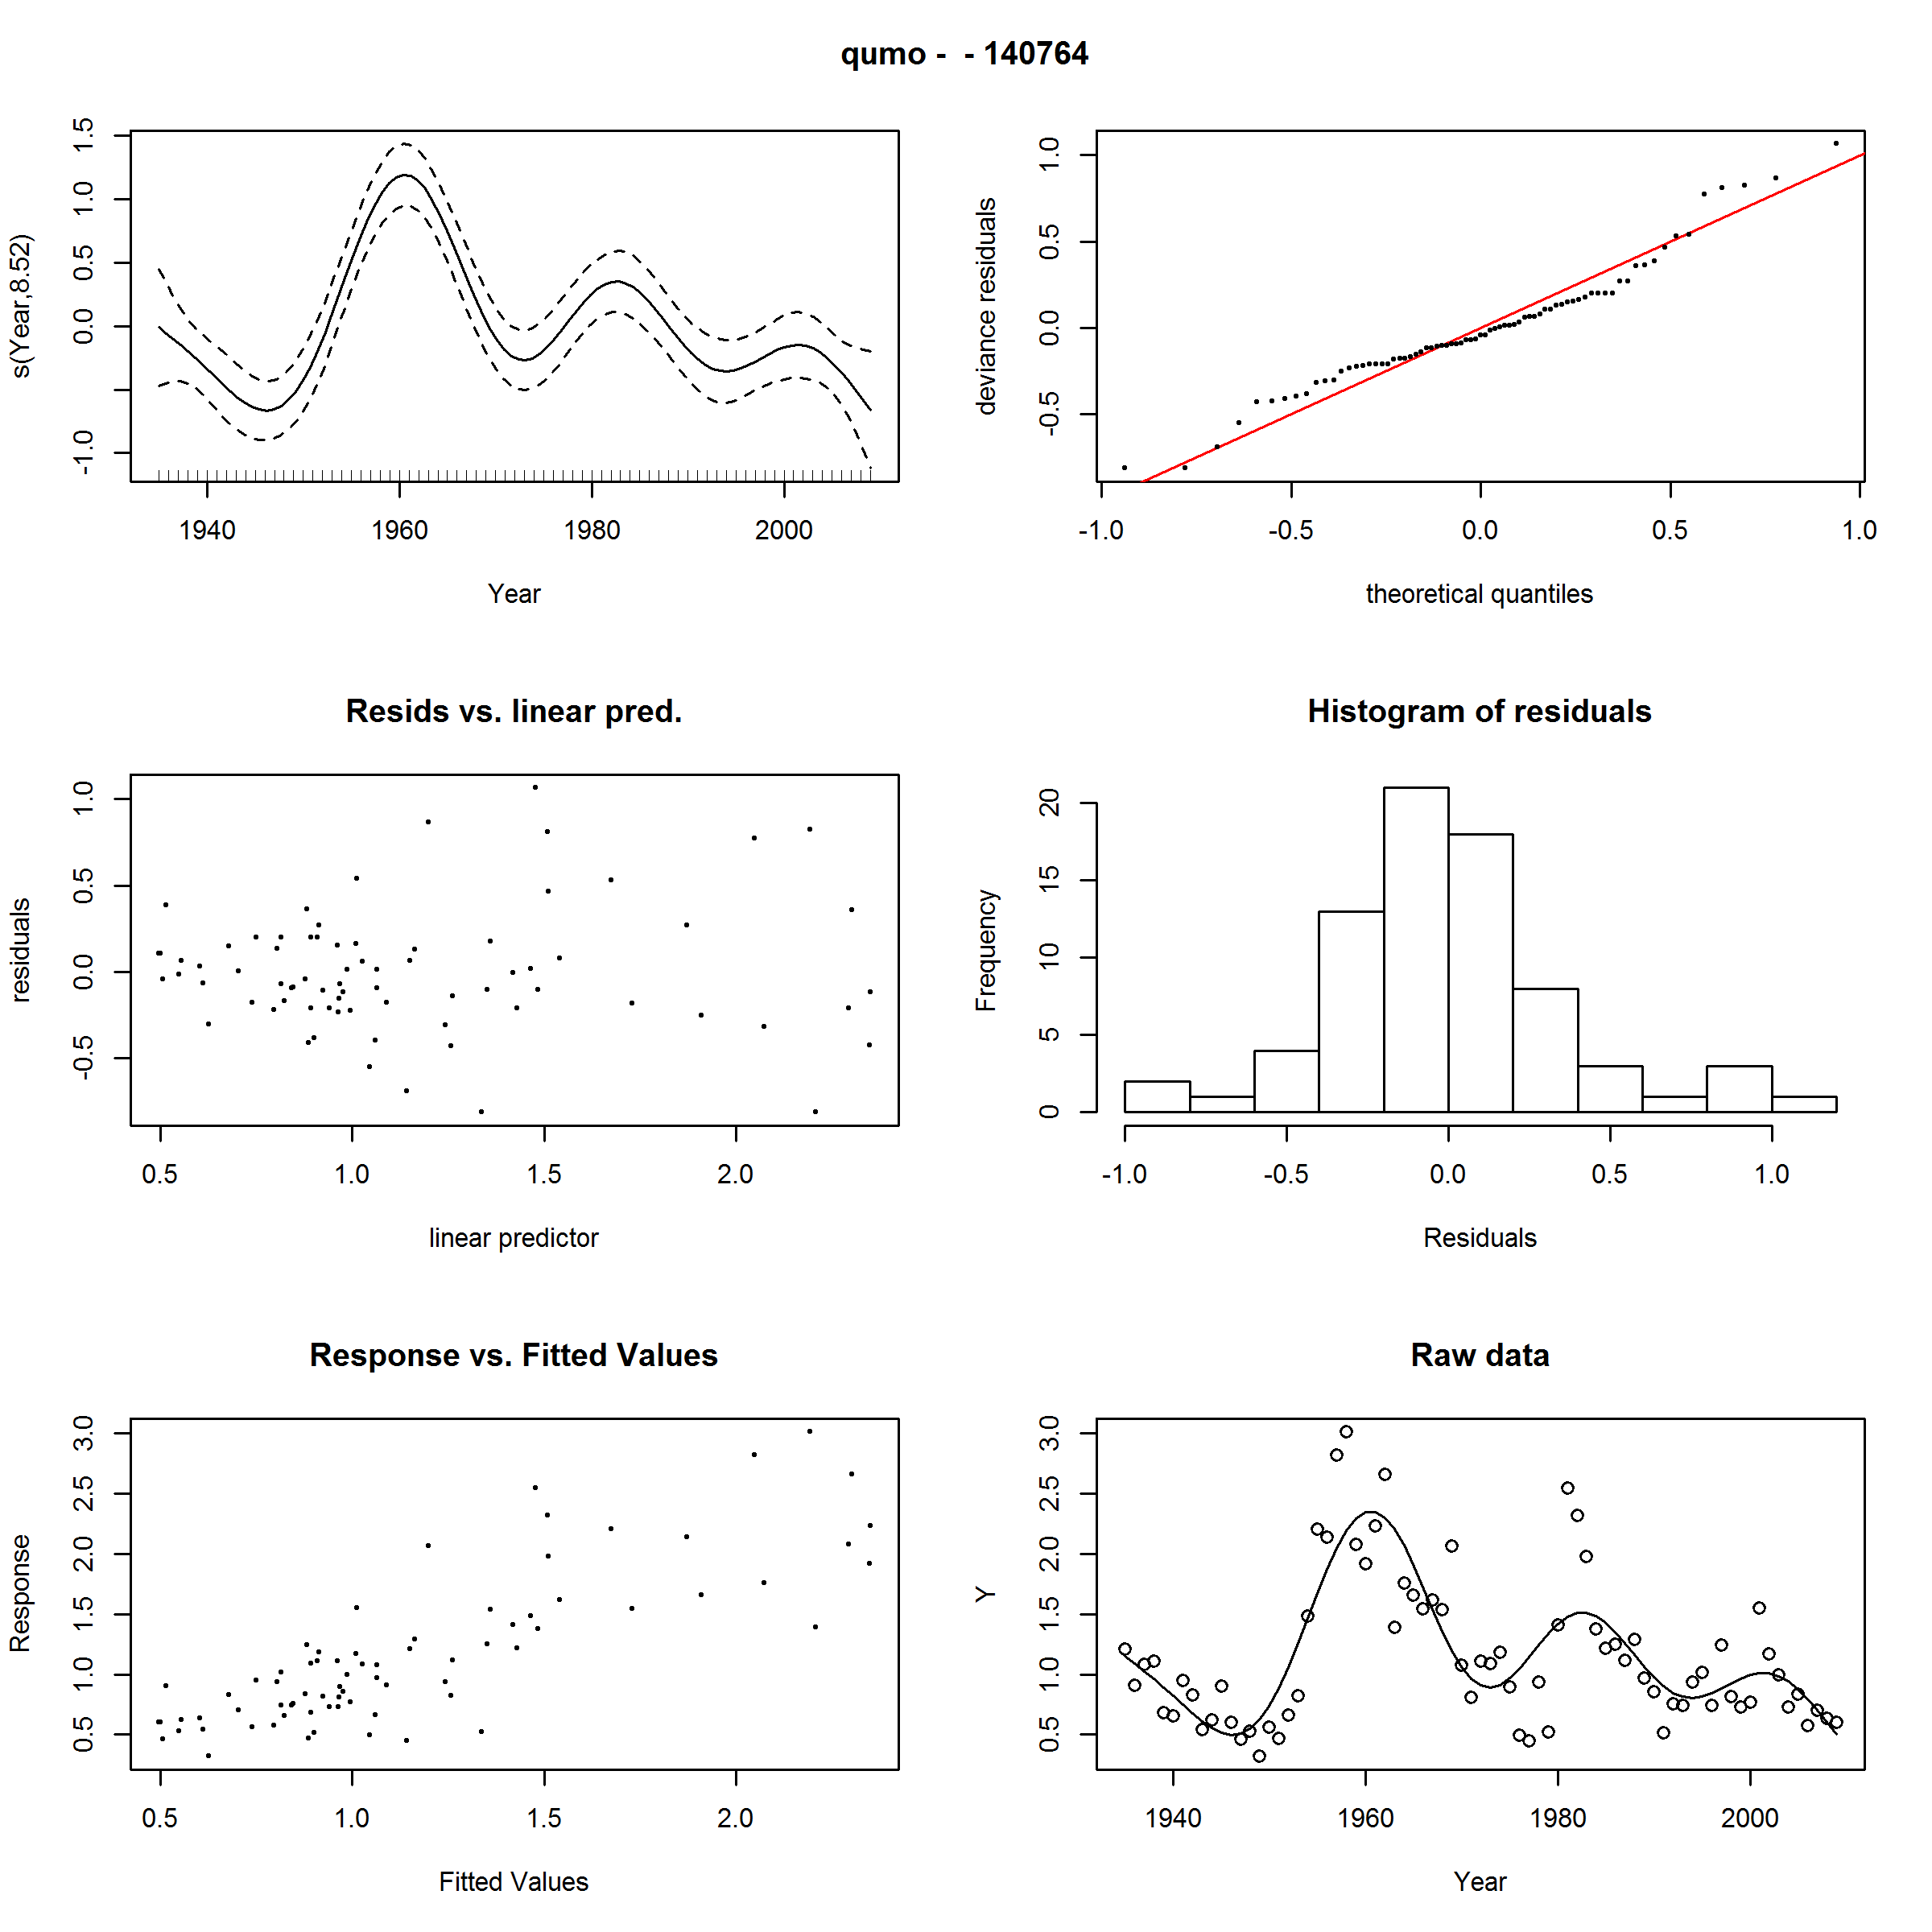 qumo -  - 140764
s(Year,8.52)
-1.0 0.0 0.5 1.0 1.5
1940 1960 1980 2000
Year
deviance residuals
-0.5 0.0 0.5 1.0
-1.0 -0.5 0.0 0.5 1.0
theoretical quantiles
Resids vs. linear pred.
residuals
-0.5 0.0 0.5 1.0
0.5 1.0 1.5 2.0
linear predictor
Histogram of residuals
Frequency
0 5 10 15 20
-1.0 -0.5 0.0 0.5 1.0
Residuals
Response vs. Fitted Values
Response
0.5 1.0 1.5 2.0 2.5 3.0
0.5 1.0 1.5 2.0
Fitted Values
Raw data
Y
0.5 1.0 1.5 2.0 2.5 3.0
1940 1960 1980 2000
Year